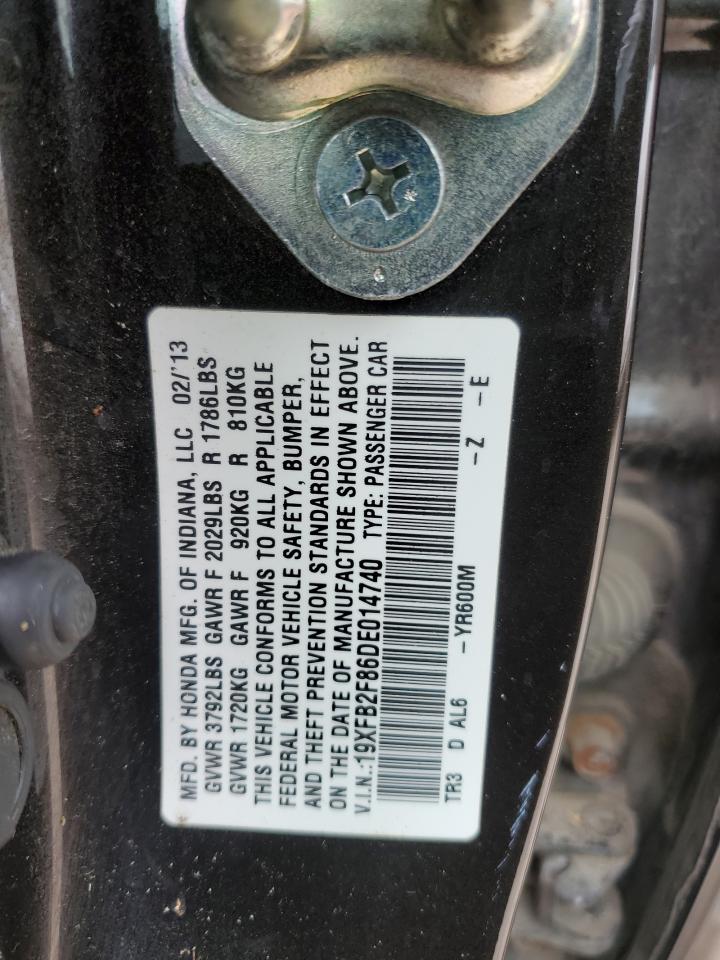 MFD. BY HONDA MFG. OF INDIANA, LLC 02/'13
GVWR 3792LBS GAWR F 2029LBS R 1786LBS
GVWR 1720KG GAWR F 920KG R 810KG
THIS VEHICLE CONFORMS TO ALL APPLICABLE
FEDERAL MOTOR VEHICLE SAFETY, BUMPER,
AND THEFT PREVENTION STANDARDS IN EFFECT
ON THE DATE OF MANUFACTURE SHOWN ABOVE.
V.I.N.:19XFB2F86DE014740 TYPE: PASSENGER CAR
TR3 D AL6 -YR600M -Z -E